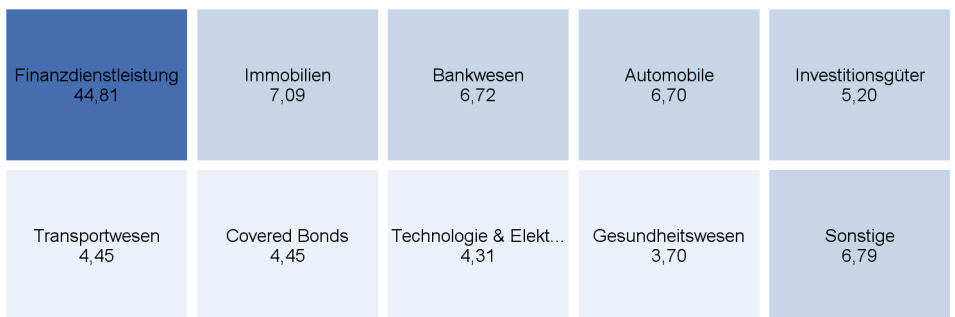 Finanzdienstleistung
44,81
Immobilien
7,09
Bankwesen
6,72
Automobile
6,70
Investitionsgüter
5,20
Transportwesen
4,45
Covered Bonds
4,45
Technologie & Elekt...
4,31
Gesundheitswesen
3,70
Sonstige
6,79